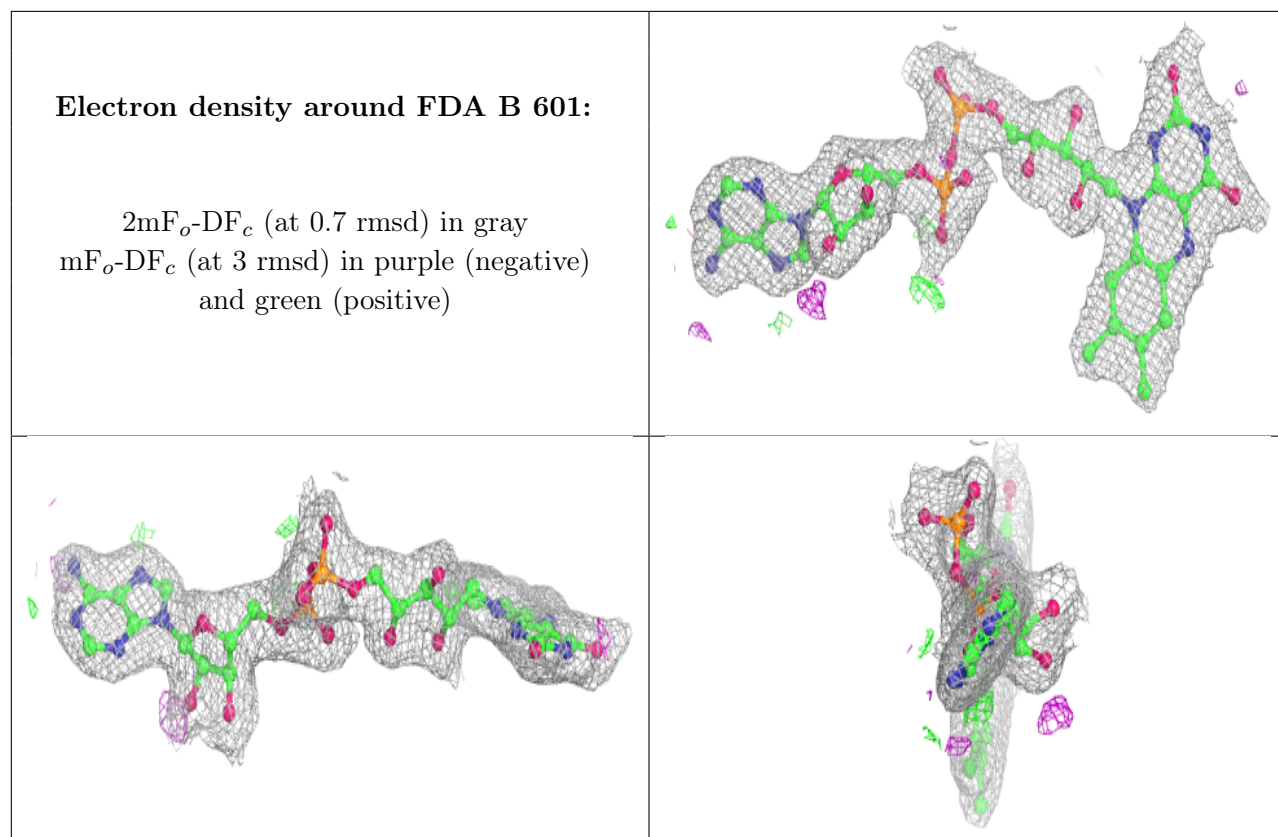 Electron density around FDA B 601:
2mFₒ-DF𝒸 (at 0.7 rmsd) in gray
mFₒ-DF𝒸 (at 3 rmsd) in purple (negative)
and green (positive)